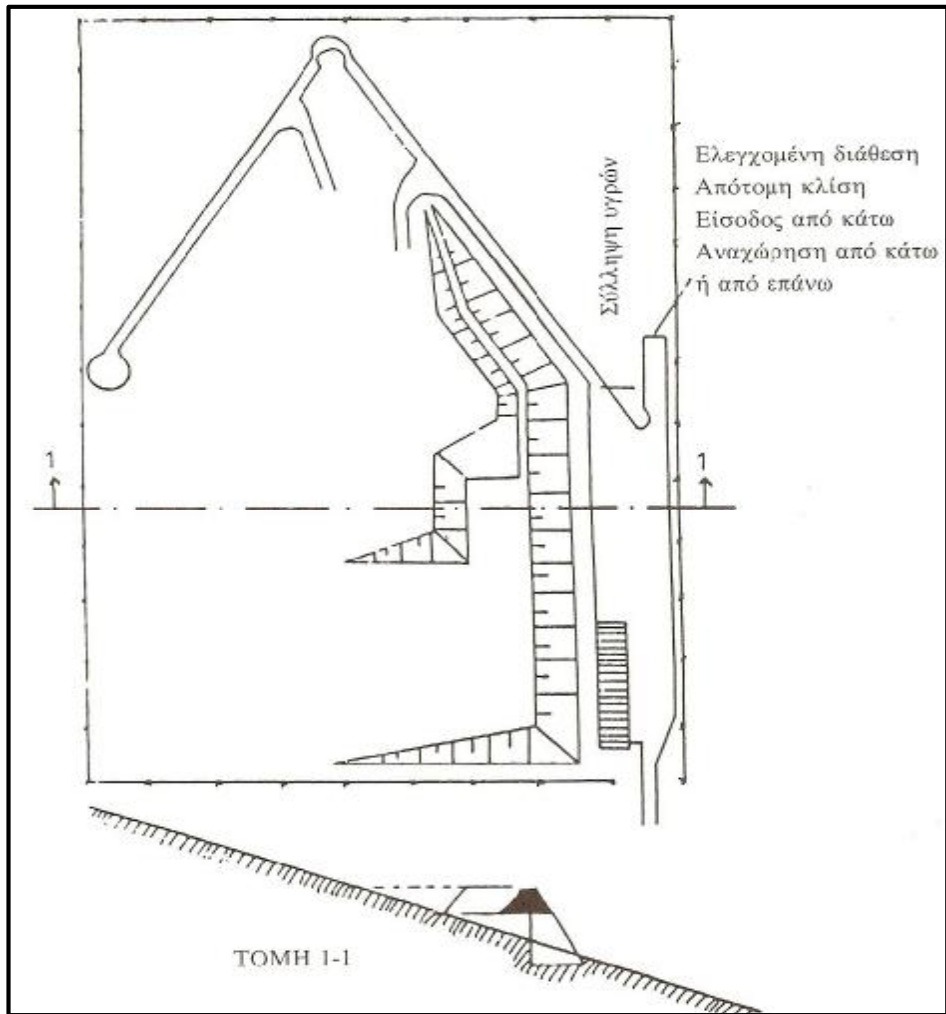 Ελεγχομένη διάθεση
Απότομη κλίση
Είσοδος από κάτω
Αναχώρηση από κάτω
ή από επάνω
Σύλληψη υγρών
1
1
ΤΟΜΗ 1-1